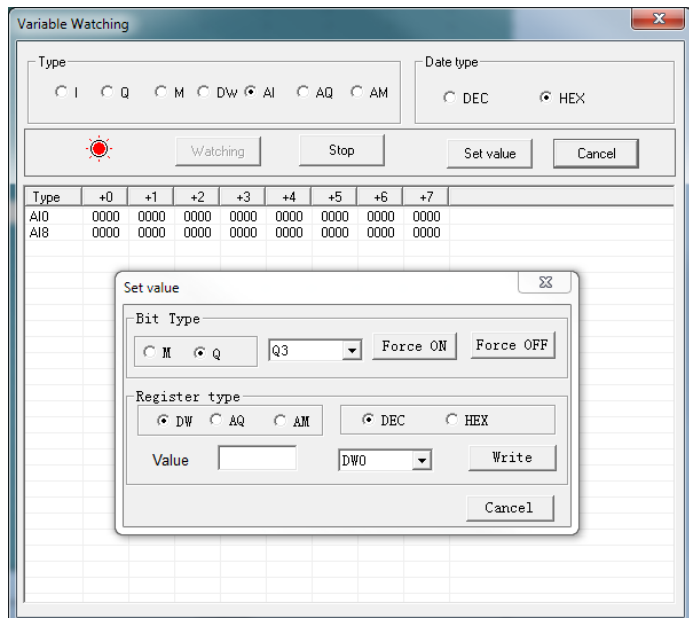 Variable Watching
Type
I Q M DW AI AQ AM
Date type
DEC HEX
Watching Stop Set value Cancel
Type +0 +1 +2 +3 +4 +5 +6 +7
AI0 0000 0000 0000 0000 0000 0000 0000 0000
AI8 0000 0000 0000 0000 0000 0000 0000 0000
Set value
Bit Type
M Q Q3 Force ON Force OFF
Register type
DW AQ AM DEC HEX
Value DW0 Write
Cancel